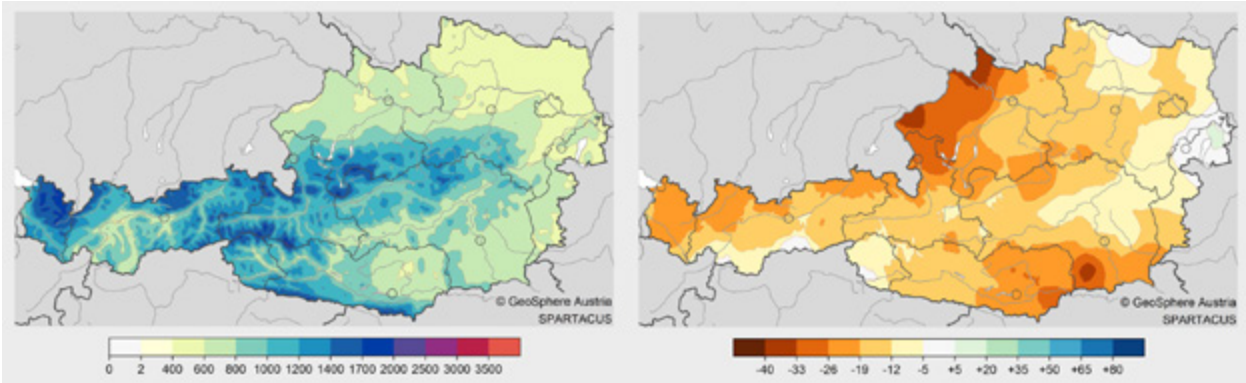 © GeoSphere Austria
SPARTACUS
0 2 400 600 800 1000 1200 1400 1700 2000 2500 3000 3500
© GeoSphere Austria
SPARTACUS
-40 -33 -26 -19 -12 -5 +5 +20 +35 +50 +65 +80